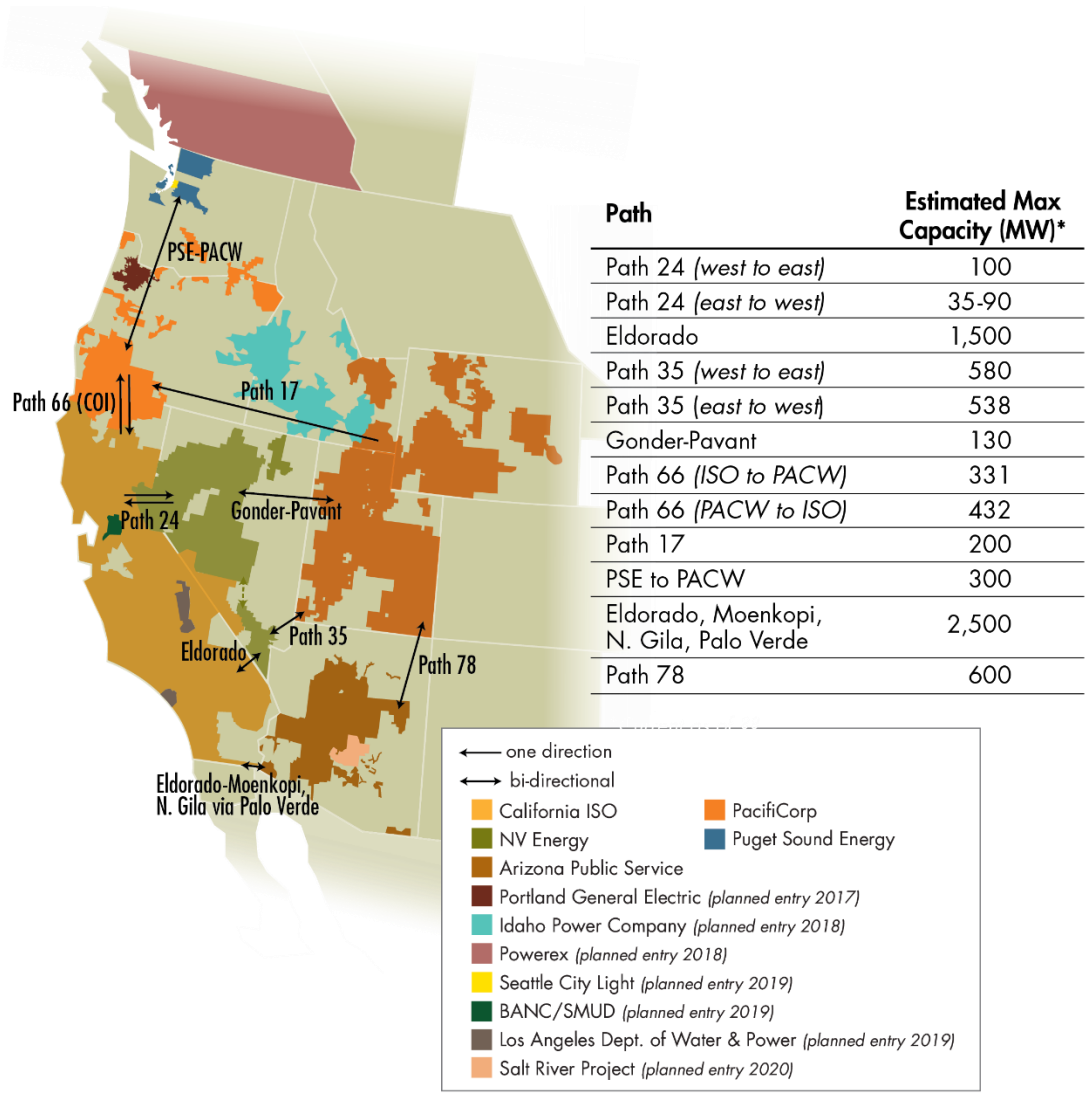 PSE-PACW
Path 17
Path 66 (COI)
Path 24
Gonder-Pavant
Path 35
Eldorado
Path 78
Eldorado-Moenkopi,
N. Gila via Palo Verde
Path Estimated Max
Capacity (MW)*
Path 24 (west to east) 100
Path 24 (east to west) 35-90
Eldorado 1,500
Path 35 (west to east) 580
Path 35 (east to west) 538
Gonder-Pavant 130
Path 66 (ISO to PACW) 331
Path 66 (PACW to ISO) 432
Path 17 200
PSE to PACW 300
Eldorado, Moenkopi,
N. Gila, Palo Verde 2,500
Path 78 600
one direction
bi-directional
California ISO PacifiCorp
NV Energy Puget Sound Energy
Arizona Public Service
Portland General Electric (planned entry 2017)
Idaho Power Company (planned entry 2018)
Powerex (planned entry 2018)
Seattle City Light (planned entry 2019)
BANC/SMUD (planned entry 2019)
Los Angeles Dept. of Water & Power (planned entry 2019)
Salt River Project (planned entry 2020)